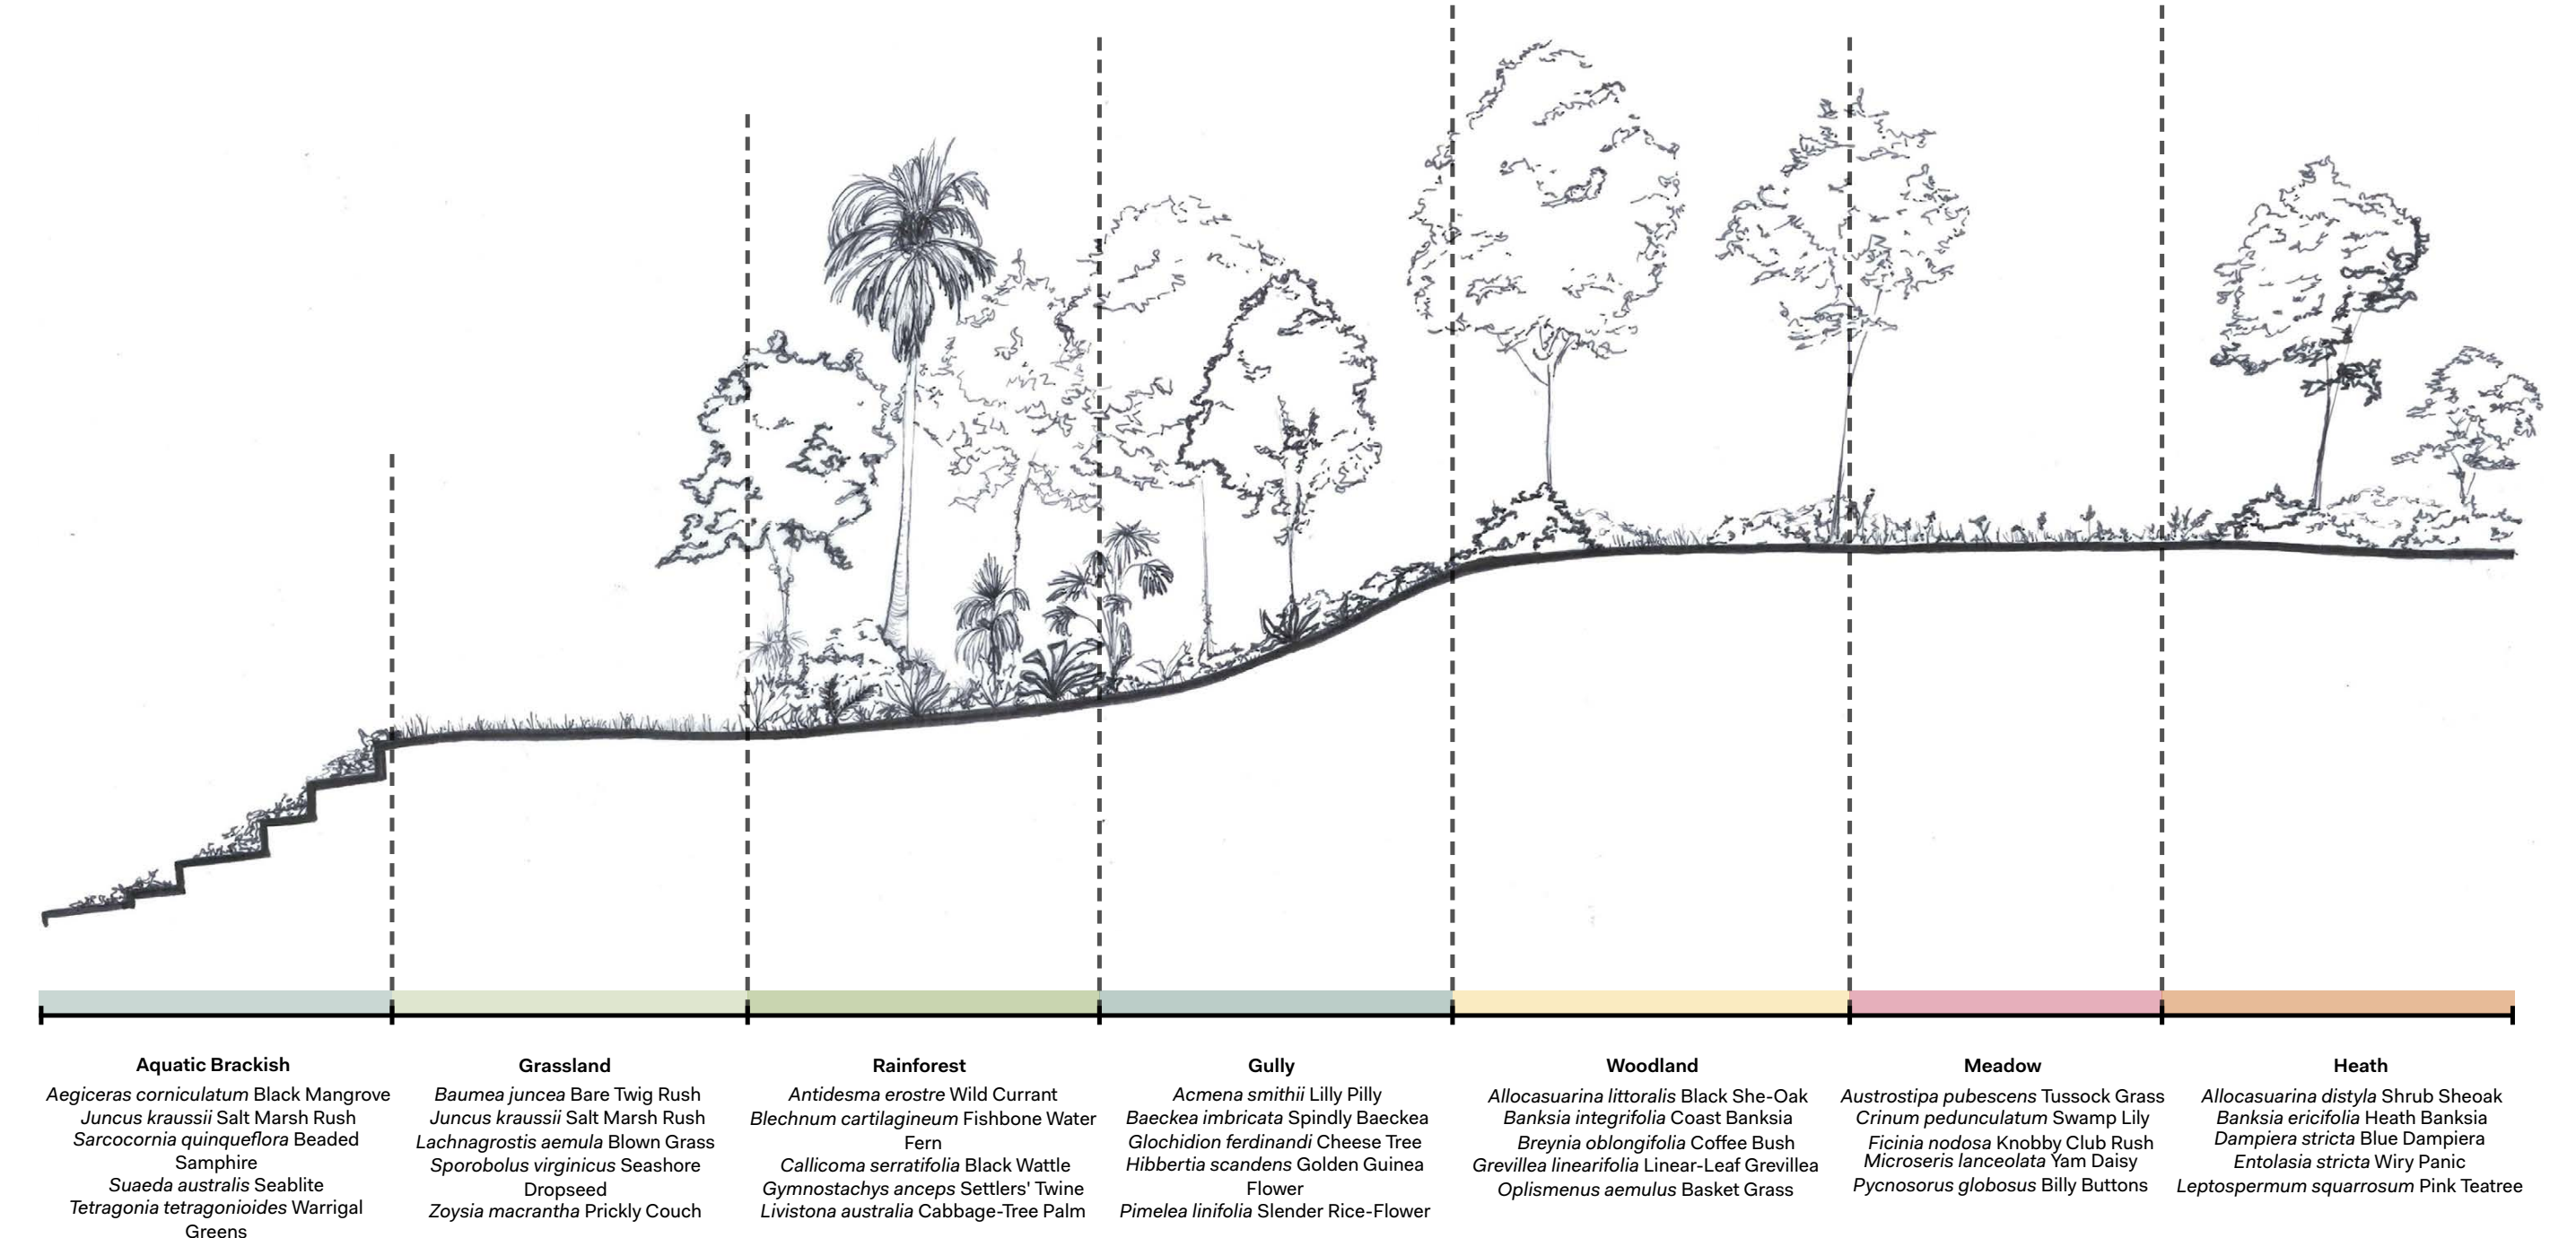 Aquatic Brackish
Aegiceras corniculatum Black Mangrove
Juncus kraussii Salt Marsh Rush
Sarcocornia quinqueflora Beaded
Samphire
Suaeda australis Seablite
Tetragonia tetragonioides Warrigal
Greens
Grassland
Baumea juncea Bare Twig Rush
Juncus kraussii Salt Marsh Rush
Lachnagrostis aemula Blown Grass
Sporobolus virginicus Seashore
Dropseed
Zoysia macrantha Prickly Couch
Rainforest
Antidesma erostre Wild Currant
Blechnum cartilagineum Fishbone Water
Fern
Callicoma serratifolia Black Wattle
Gymnostachys anceps Settlers' Twine
Livistona australia Cabbage-Tree Palm
Gully
Acmena smithii Lilly Pilly
Baeckea imbricata Spindly Baeckea
Glochidion ferdinandi Cheese Tree
Hibbertia scandens Golden Guinea
Flower
Pimelea linifolia Slender Rice-Flower
Woodland
Allocasuarina littoralis Black She-Oak
Banksia integrifolia Coast Banksia
Breynia oblongifolia Coffee Bush
Grevillea linearifolia Linear-Leaf Grevillea
Oplismenus aemulus Basket Grass
Meadow
Austrostipa pubescens Tussock Grass
Crinum pedunculatum Swamp Lily
Ficinia nodosa Knobby Club Rush
Microseris lanceolata Yam Daisy
Pycnosorus globosus Billy Buttons
Heath
Allocasuarina distyla Shrub Sheoak
Banksia ericifolia Heath Banksia
Dampiera stricta Blue Dampiera
Entolasia stricta Wiry Panic
Leptospermum squarrosum Pink Teatree